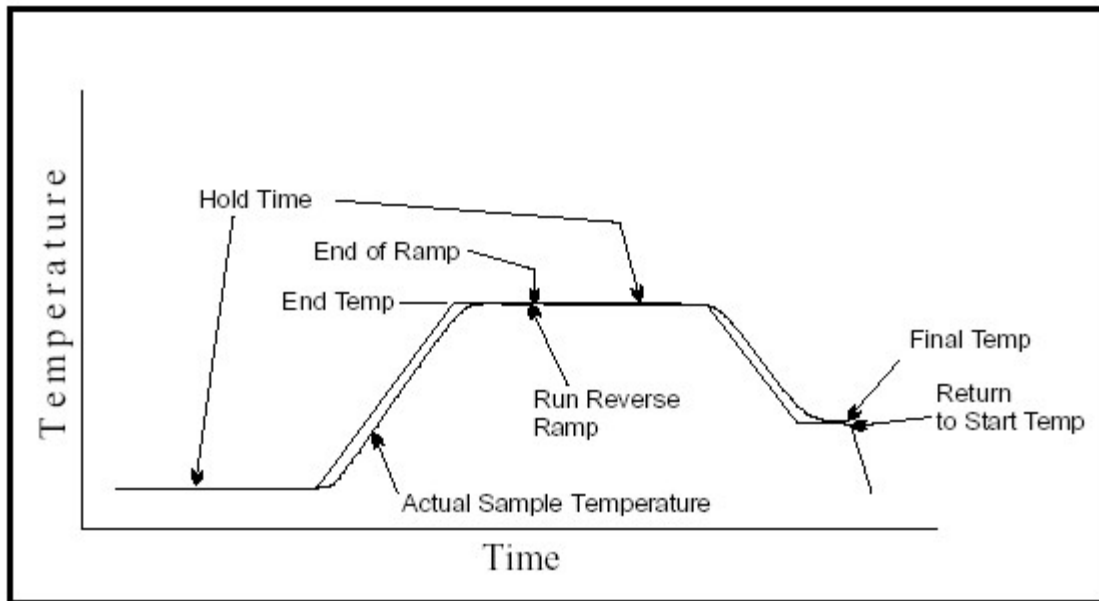 Temperature
Hold Time
End of Ramp
End Temp
Final Temp
Run Reverse
Ramp
Return
to Start Temp
Actual Sample Temperature
Time